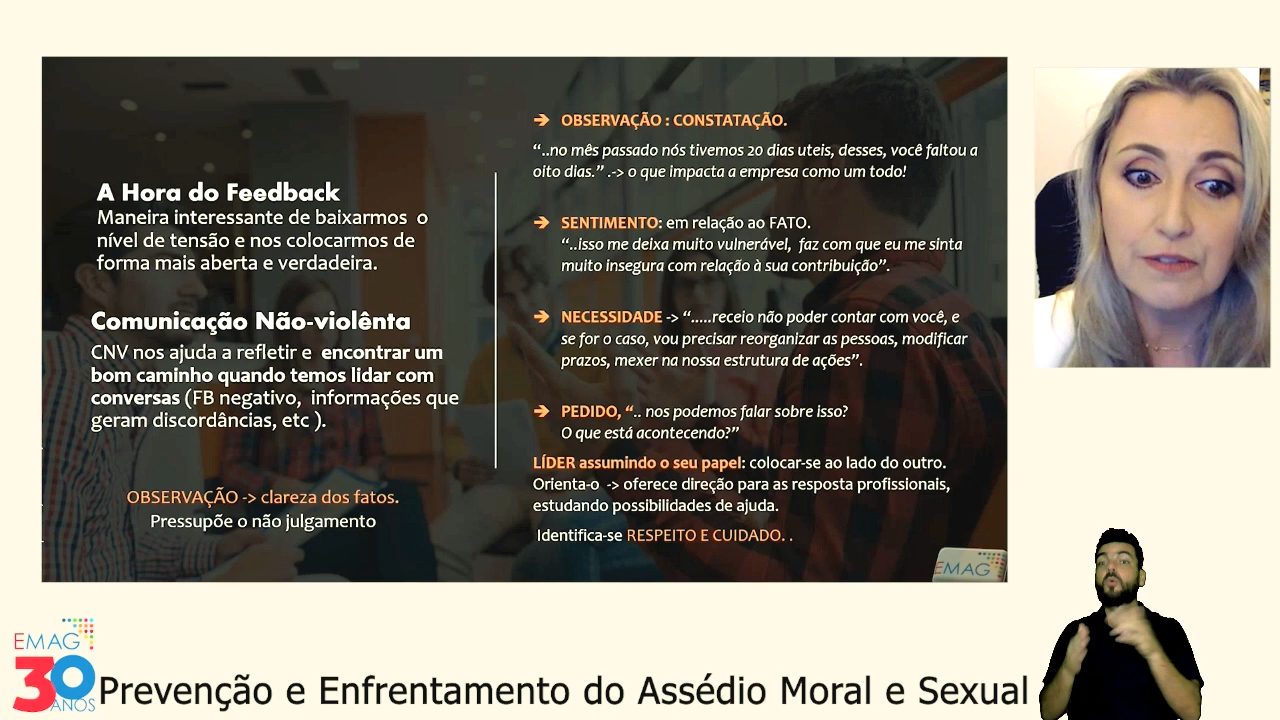 A Hora do Feedback
Maneira interessante de baixarmos o
nível de tensão e nos colocarmos de
forma mais aberta e verdadeira.
Comunicação Não-violênta
CNV nos ajuda a refletir e encontrar um
bom caminho quando temos lidar com
conversas (FB negativo, informações que
geram discordâncias, etc ).
OBSERVAÇÃO -> clareza dos fatos.
Pressupõe o não julgamento
➔ OBSERVAÇÃO : CONSTATAÇÃO.
“..no mês passado nós tivemos 20 dias uteis, desses, você faltou a
oito dias.” .-> o que impacta a empresa como um todo!
➔ SENTIMENTO: em relação ao FATO.
“..isso me deixa muito vulnerável, faz com que eu me sinta
muito insegura com relação à sua contribuição”.
➔ NECESSIDADE -> “.....receio não poder contar com você, e
se for o caso, vou precisar reorganizar as pessoas, modificar
prazos, mexer na nossa estrutura de ações”.
➔ PEDIDO, “.. nos podemos falar sobre isso?
O que está acontecendo?”
LÍDER assumindo o seu papel: colocar-se ao lado do outro.
Orienta-o -> oferece direção para as resposta profissionais,
estudando possibilidades de ajuda.
Identifica-se RESPEITO E CUIDADO. .
EMAG
EMAG
30
ANOS
Prevenção e Enfrentamento do Assédio Moral e Sexual